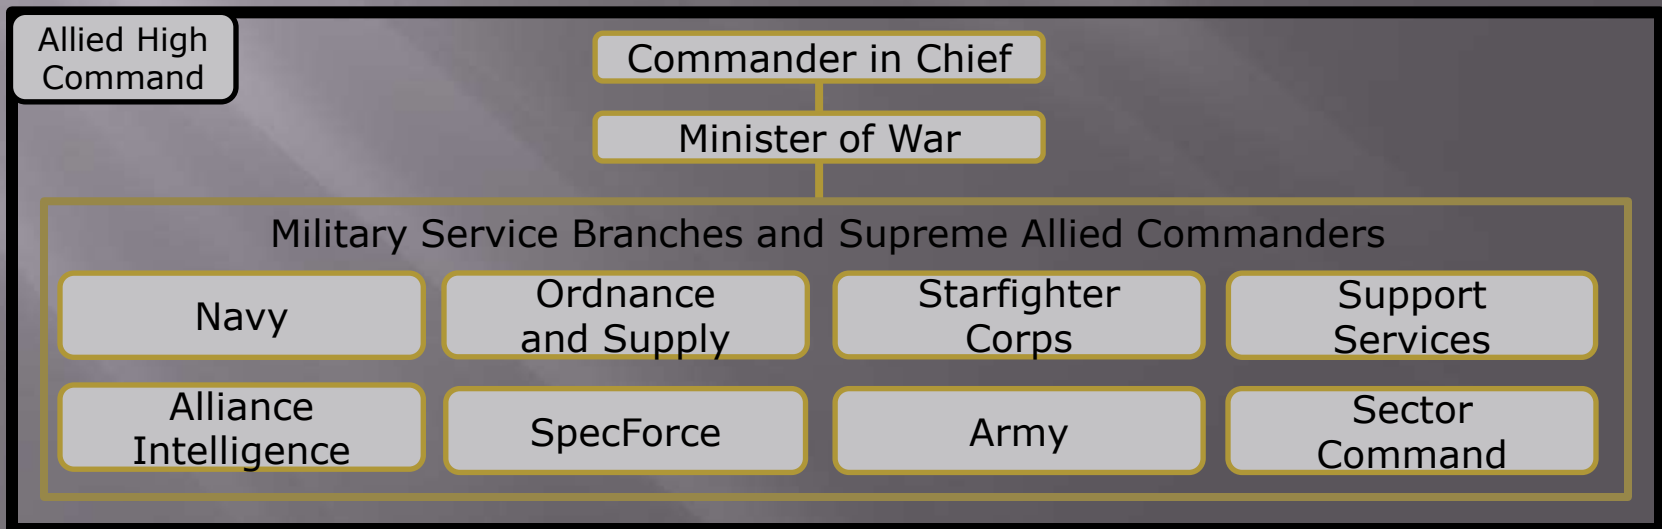 Allied High
Command
Commander in Chief
Minister of War
Military Service Branches and Supreme Allied Commanders
Navy
Ordnance
and Supply
Starfighter
Corps
Support
Services
Alliance
Intelligence
SpecForce
Army
Sector
Command